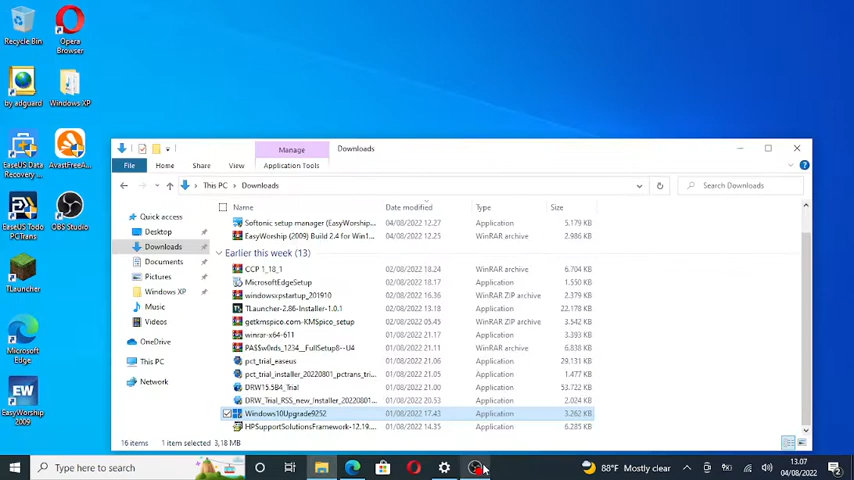 Recycle Bin
Opera
Browser
by adguard
Windows XP
EaseUS Data
Recovery ...
AvastFreeA...
EaseUS Todo
PCTrans
OBS Studio
TLauncher
Microsoft
Edge
EasyWorship
2009
Manage
Downloads
File
Home
Share
View
Application Tools
This PC
Downloads
Search Downloads
Name
Date modified
Type
Size
Quick access
Desktop
Downloads
Documents
Pictures
Windows XP
Music
Videos
OneDrive
This PC
Network
Softonic setup manager (EasyWorship... 04/08/2022 12.27 Application 5.179 KB
EasyWorship (2009) Build 2.4 for Win1... 04/08/2022 12.25 WinRAR archive 2.986 KB
Earlier this week (13)
CCP 1_18_1 02/08/2022 18.24 WinRAR archive 6.704 KB
MicrosoftEdgeSetup 02/08/2022 18.14 Application 1.550 KB
windowsxpstartup_201910 02/08/2022 16.36 WinRAR ZIP archive 2.379 KB
TLauncher-2.86-Installer-1.0.1 02/08/2022 13.18 Application 22.178 KB
getkmspico.com-KMSpico_setup 02/08/2022 05.45 WinRAR ZIP archive 3.542 KB
winrar-x64-611 01/08/2022 21.17 Application 3.393 KB
PA$$w0rds_1234__FullSetup8--U4 01/08/2022 21.11 WinRAR archive 6.838 KB
pct_trial_easeus 01/08/2022 21.06 Application 29.131 KB
pct_trial_installer_20220801_pctrans_tri... 01/08/2022 21.05 Application 1.477 KB
DRW15.5B4_Trial 01/08/2022 21.00 Application 53.722 KB
DRW_Trial_RSS_new_Installer_20220801... 01/08/2022 20.53 Application 2.024 KB
Windows10Upgrade9252 01/08/2022 17.43 Application 3.262 KB
HPSupportSolutionsFramework-12.19.... 01/08/2022 14.35 Application 6.285 KB
16 items
1 item selected 3,18 MB
Type here to search
88°F Mostly clear
13.07
04/08/2022
2